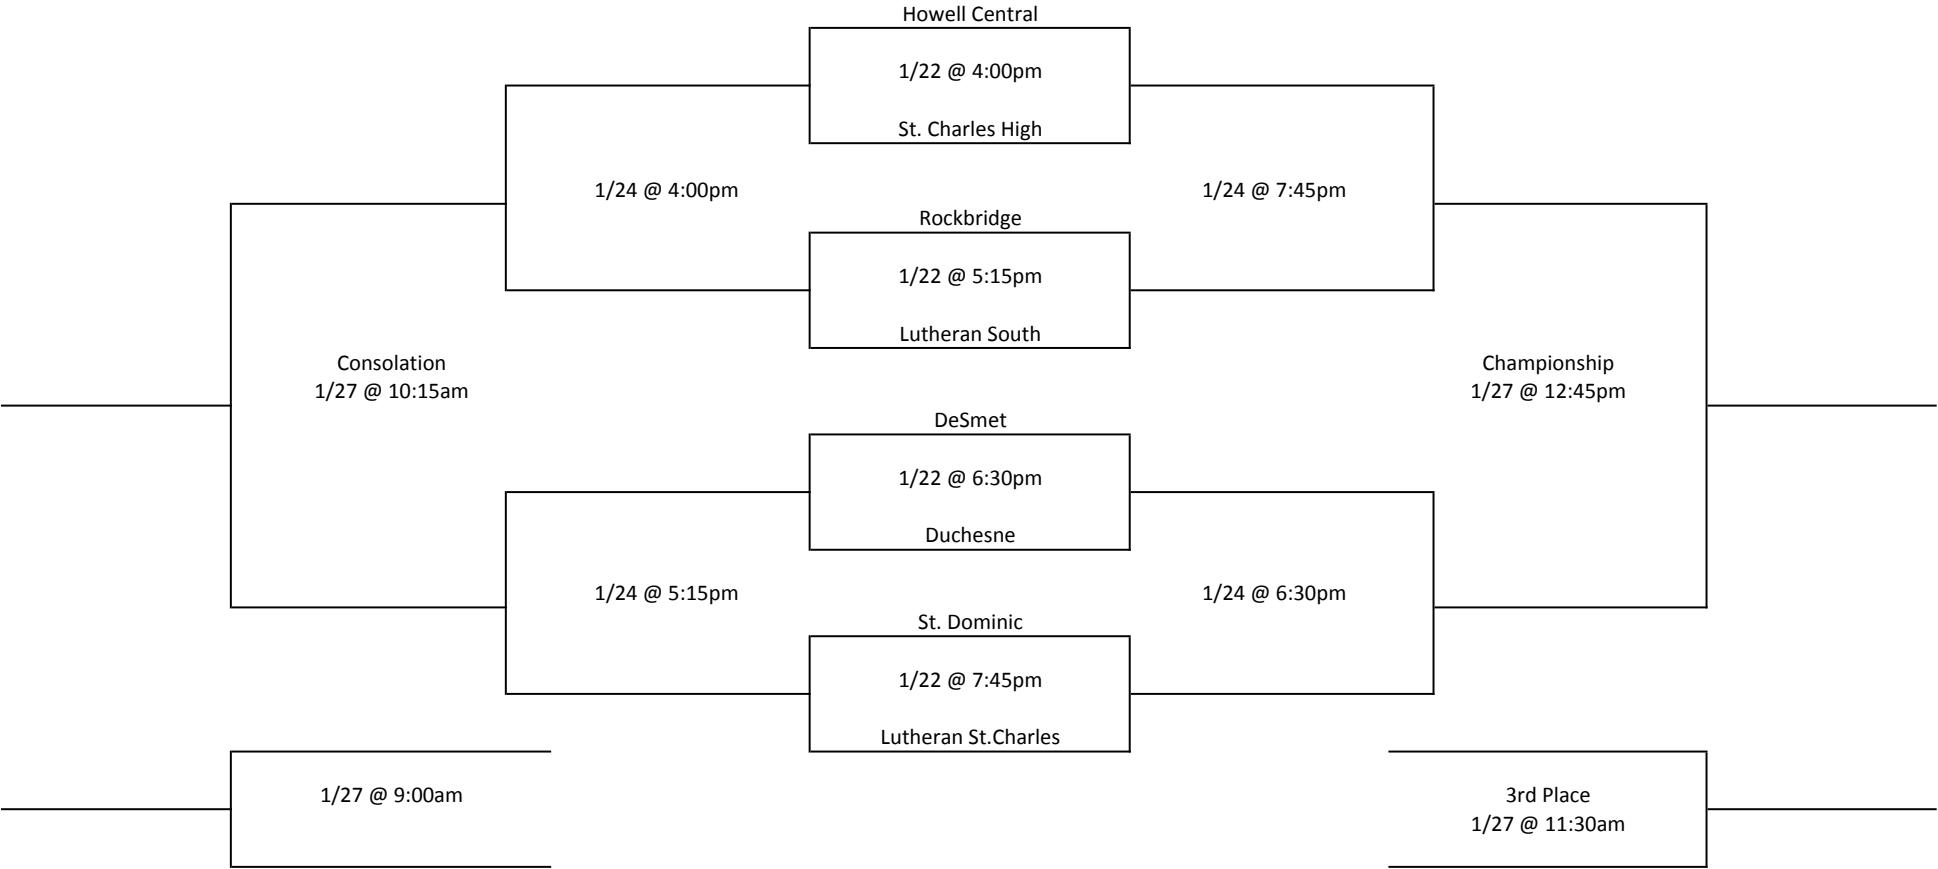 Howell Central
1/22 @ 4:00pm
St. Charles High
1/24 @ 4:00pm
1/24 @ 7:45pm
Rockbridge
1/22 @ 5:15pm
Lutheran South
Consolation
1/27 @ 10:15am
Championship
1/27 @ 12:45pm
DeSmet
1/22 @ 6:30pm
Duchesne
1/24 @ 5:15pm
1/24 @ 6:30pm
St. Dominic
1/22 @ 7:45pm
Lutheran St.Charles
1/27 @ 9:00am
3rd Place
1/27 @ 11:30am